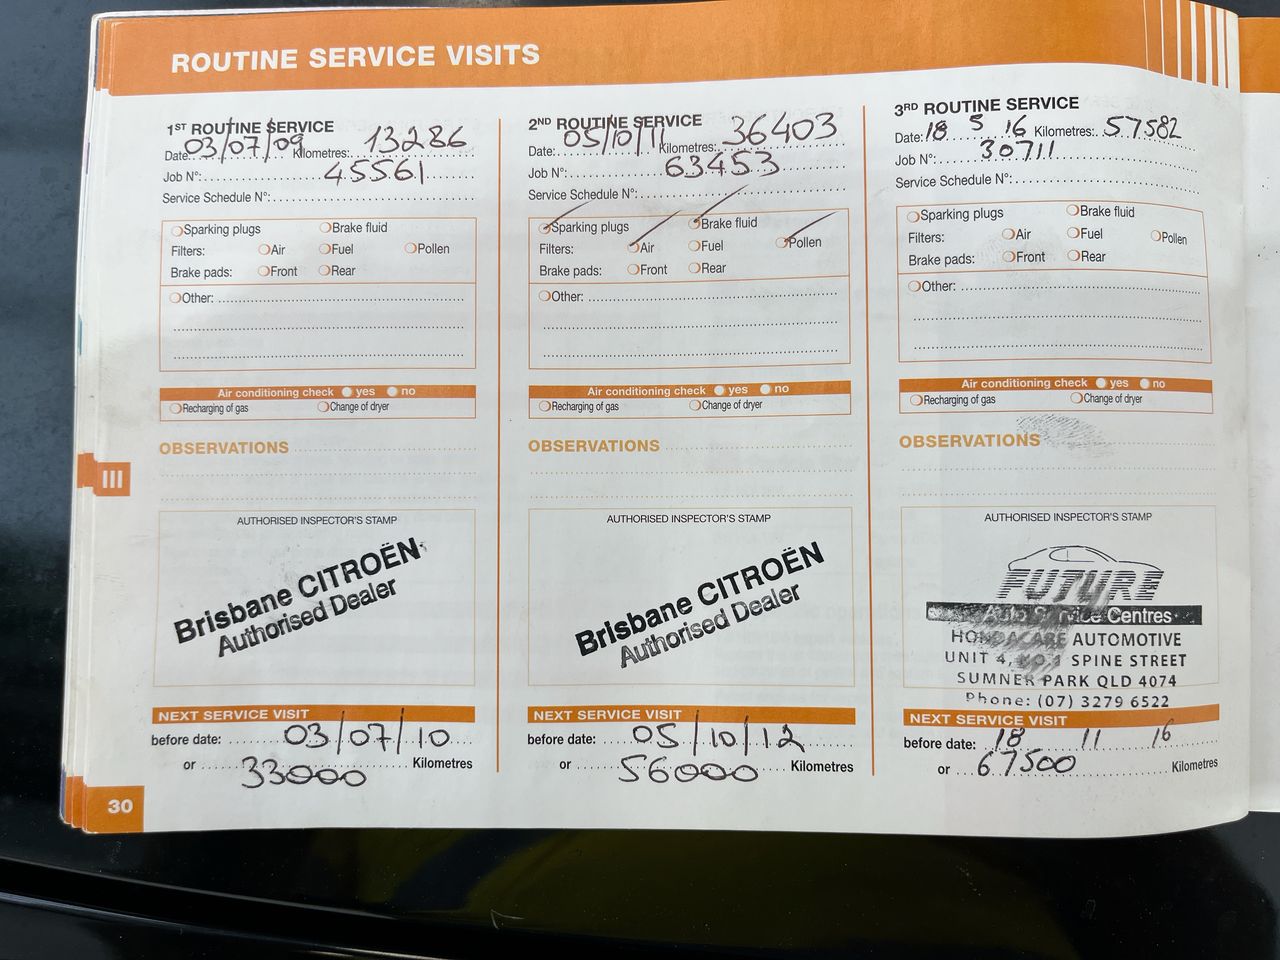 ROUTINE SERVICE VISITS
1ST ROUTINE SERVICE
Date: 03/07/09 Kilometres: 13286
Job N°: 45561
Service Schedule N°:
Sparking plugs Brake fluid
Filters: Air Fuel Pollen
Brake pads: Front Rear
Other:
Air conditioning check yes no
Recharging of gas Change of dryer
OBSERVATIONS
AUTHORISED INSPECTOR'S STAMP
Brisbane CITROËN
Authorised Dealer
NEXT SERVICE VISIT
before date: 03/07/10
or 33000 Kilometres
2ND ROUTINE SERVICE
Date: 05/10/11 Kilometres: 36403
Job N°: 63453
Service Schedule N°:
Sparking plugs Brake fluid
Filters: Air Fuel Pollen
Brake pads: Front Rear
Other:
Air conditioning check yes no
Recharging of gas Change of dryer
OBSERVATIONS
AUTHORISED INSPECTOR'S STAMP
Brisbane CITROËN
Authorised Dealer
NEXT SERVICE VISIT
before date: 05/10/12
or 56000 Kilometres
3RD ROUTINE SERVICE
Date: 18 5 16 Kilometres: 57582
Job N°: 30711
Service Schedule N°:
Sparking plugs Brake fluid
Filters: Air Fuel Pollen
Brake pads: Front Rear
Other:
Air conditioning check yes no
Recharging of gas Change of dryer
OBSERVATIONS
AUTHORISED INSPECTOR'S STAMP
FUTURE
Auto Service Centres
HONDACARE AUTOMOTIVE
UNIT 4, NO.1 SPINE STREET
SUMNER PARK QLD 4074
Phone: (07) 3279 6522
NEXT SERVICE VISIT
before date: 18 11 16
or 67500 Kilometres
III
30